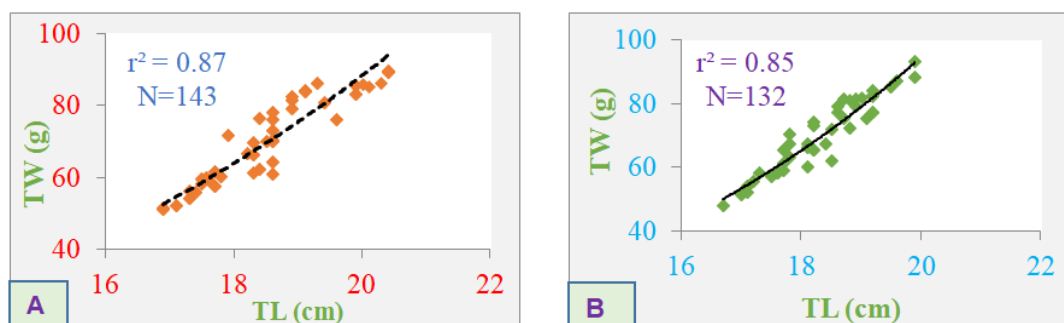 100
80
60
40
TW (g)
r² = 0.87
N=143
16
18
20
22
TL (cm)
A
100
80
60
40
TW (g)
r² = 0.85
N=132
16
18
20
22
TL (cm)
B